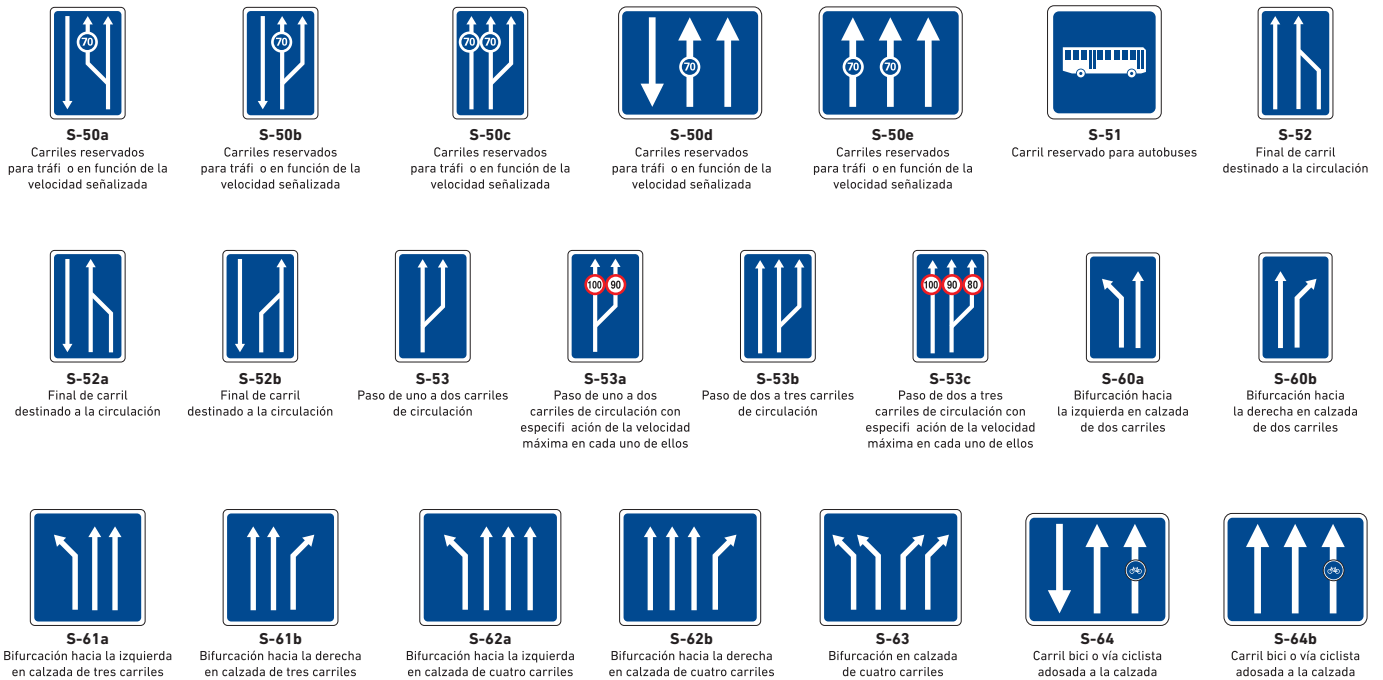 70
70
70 70
70
70 70
S-50a
Carriles reservados
para tráfi o en función de la
velocidad señalizada
S-50b
Carriles reservados
para tráfi o en función de la
velocidad señalizada
S-50c
Carriles reservados
para tráfi o en función de la
velocidad señalizada
S-50d
Carriles reservados
para tráfi o en función de la
velocidad señalizada
S-50e
Carriles reservados
para tráfi o en función de la
velocidad señalizada
S-51
Carril reservado para autobuses
S-52
Final de carril
destinado a la circulación
S-52a
Final de carril
destinado a la circulación
S-52b
Final de carril
destinado a la circulación
S-53
Paso de uno a dos carriles
de circulación
100 90
S-53a
Paso de uno a dos
carriles de circulación con
especifi ación de la velocidad
máxima en cada uno de ellos
S-53b
Paso de dos a tres carriles
de circulación
100 90 80
S-53c
Paso de dos a tres
carriles de circulación con
especifi ación de la velocidad
máxima en cada uno de ellos
S-60a
Bifurcación hacia
la izquierda en calzada
de dos carriles
S-60b
Bifurcación hacia
la derecha en calzada
de dos carriles
S-61a
Bifurcación hacia la izquierda
en calzada de tres carriles
S-61b
Bifurcación hacia la derecha
en calzada de tres carriles
S-62a
Bifurcación hacia la izquierda
en calzada de cuatro carriles
S-62b
Bifurcación hacia la derecha
en calzada de cuatro carriles
S-63
Bifurcación en calzada
de cuatro carriles
S-64
Carril bici o vía ciclista
adosada a la calzada
S-64b
Carril bici o vía ciclista
adosada a la calzada